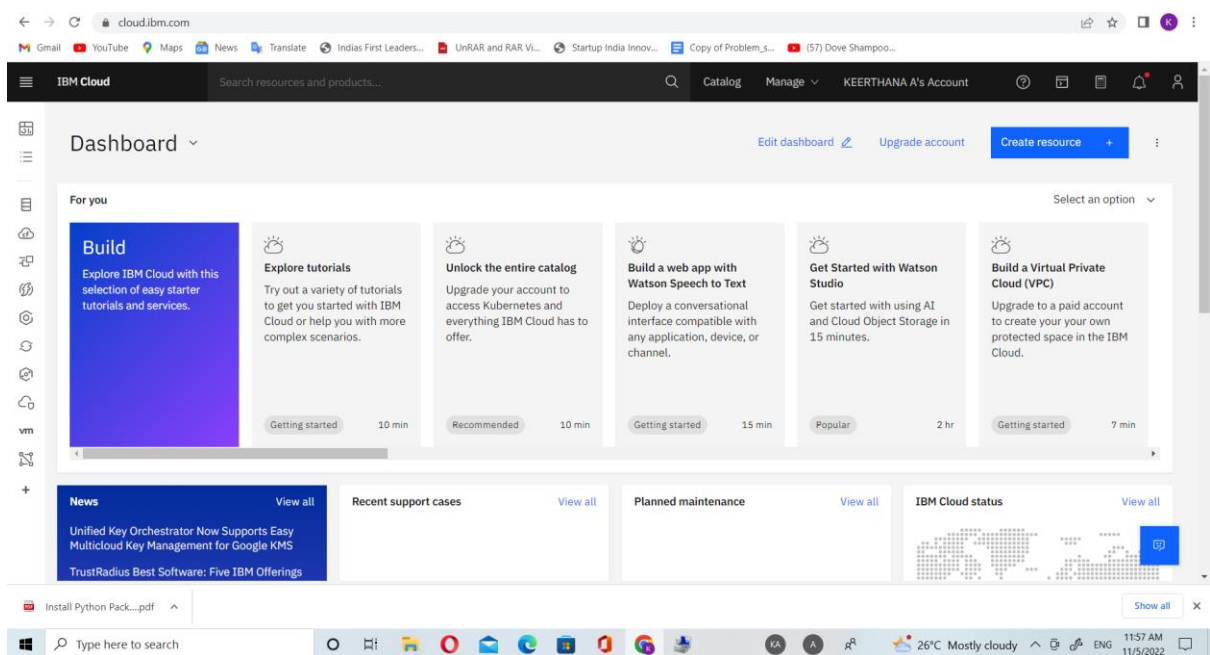 cloud.ibm.com
K
Gmail YouTube Maps News Translate Indias First Leaders... UnRAR and RAR Vi... Startup India Innov... Copy of Problem_s... (57) Dove Shampoo...
IBM Cloud Search resources and products... Catalog Manage KEERTHANA A's Account
Dashboard Edit dashboard Upgrade account Create resource +
For you Select an option
Build
Explore IBM Cloud with this
selection of easy starter
tutorials and services.
Explore tutorials
Try out a variety of tutorials
to get you started with IBM
Cloud or help you with more
complex scenarios.
Getting started 10 min
Unlock the entire catalog
Upgrade your account to
access Kubernetes and
everything IBM Cloud has to
offer.
Recommended 10 min
Build a web app with
Watson Speech to Text
Deploy a conversational
interface compatible with
any application, device, or
channel.
Getting started 15 min
Get Started with Watson
Studio
Get started with using AI
and Cloud Object Storage in
15 minutes.
Popular 2 hr
Build a Virtual Private
Cloud (VPC)
Upgrade to a paid account
to create your your own
protected space in the IBM
Cloud.
Getting started 7 min
vm
News View all
Unified Key Orchestrator Now Supports Easy
Multicloud Key Management for Google KMS
TrustRadius Best Software: Five IBM Offerings
Recent support cases View all
Planned maintenance View all
IBM Cloud status View all
Install Python Pack....pdf Show all
Type here to search KA A 26°C Mostly cloudy ENG 11:57 AM
11/5/2022